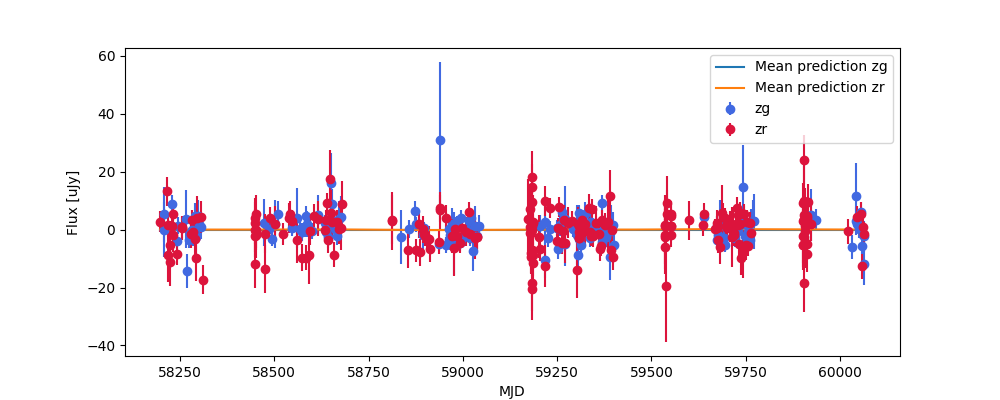 60
40
20
0
−20
−40
Flux [uJy]
58250
58500
58750
59000
59250
59500
59750
60000
MJD
Mean prediction zg
Mean prediction zr
zg
zr